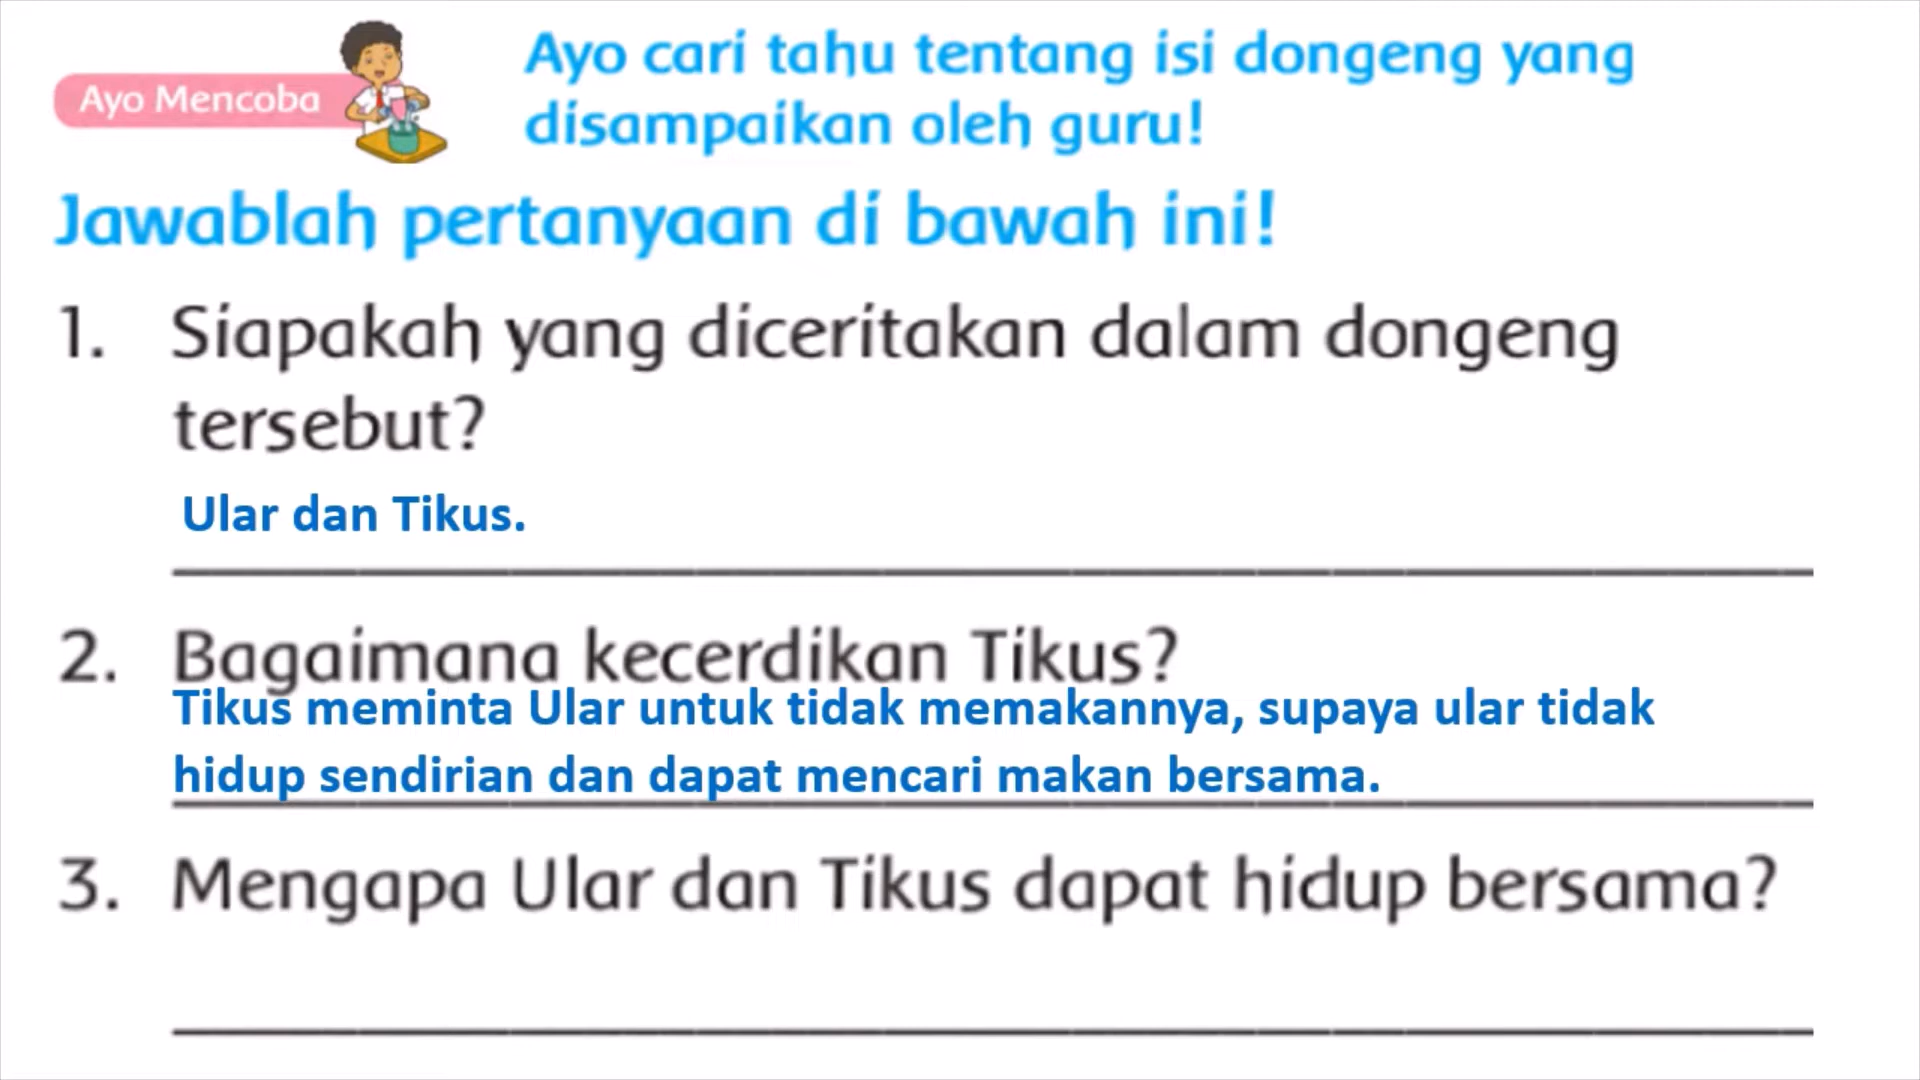 Ayo Mencoba
Ayo cari tahu tentang isi dongeng yang
disampaikan oleh guru!
Jawablah pertanyaan di bawah ini!
1. Siapakah yang diceritakan dalam dongeng
tersebut?
Ular dan Tikus.
2. Bagaimana kecerdikan Tikus?
Tikus meminta Ular untuk tidak memakannya, supaya ular tidak
hidup sendirian dan dapat mencari makan bersama.
3. Mengapa Ular dan Tikus dapat hidup bersama?